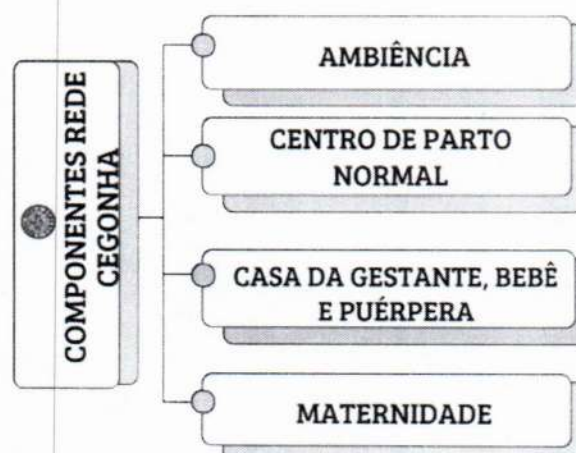 COMPONENTES REDE
CEGONHA
AMBIÊNCIA
CENTRO DE PARTO
NORMAL
CASA DA GESTANTE, BEBÊ
E PUÉRPERA
MATERNIDADE